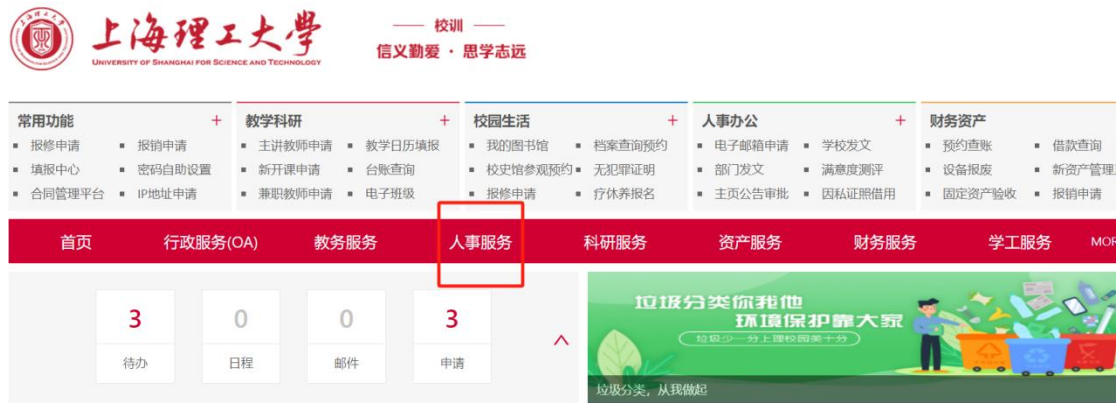 上海理工大學
UNIVERSITY OF SHANGHAI FOR SCIENCE AND TECHNOLOGY
校训
信义勤爱 · 思学志远
常用功能 +
报修申请 报销申请
填报中心 密码自助设置
合同管理平台 IP地址申请
教学科研 +
主讲教师申请 教学日历填报
新开课申请 台账查询
兼职教师申请 电子班级
校园生活 +
我的图书馆 档案查询预约
校史馆参观预约 无犯罪证明
报修申请 疗休养报名
人事办公 +
电子邮箱申请 学校发文
部门发文 满意度测评
主页公告审批 因私证照借用
财务资产
预约查账 借款查询
设备报废 新资产管理
固定资产验收 报销申请
首页 行政服务(OA) 教务服务 人事服务 科研服务 资产服务 财务服务 学工服务 MOR
3 0 0 3
待办 日程 邮件 申请
垃圾分类你我他
环境保护靠大家
垃圾少一分上理校园美十分
垃圾分类，从我做起